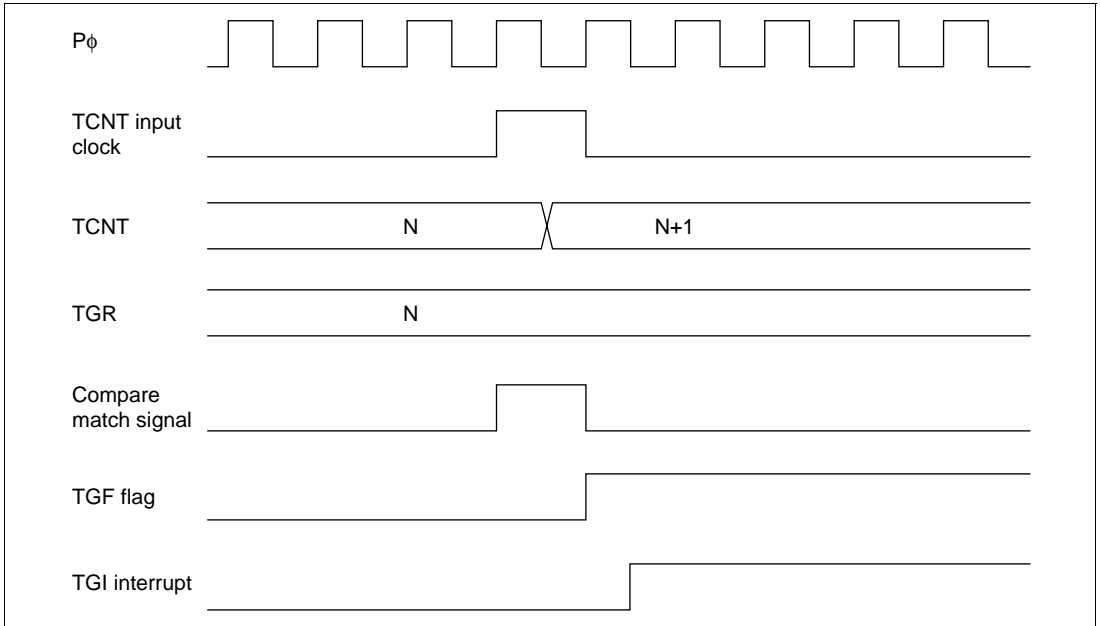 Pϕ
TCNT input
clock
TCNT
N
N+1
TGR
N
Compare
match signal
TGF flag
TGI interrupt